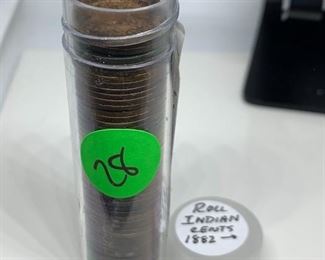 28
ROLL
INDIAN
CENTS
1882 →